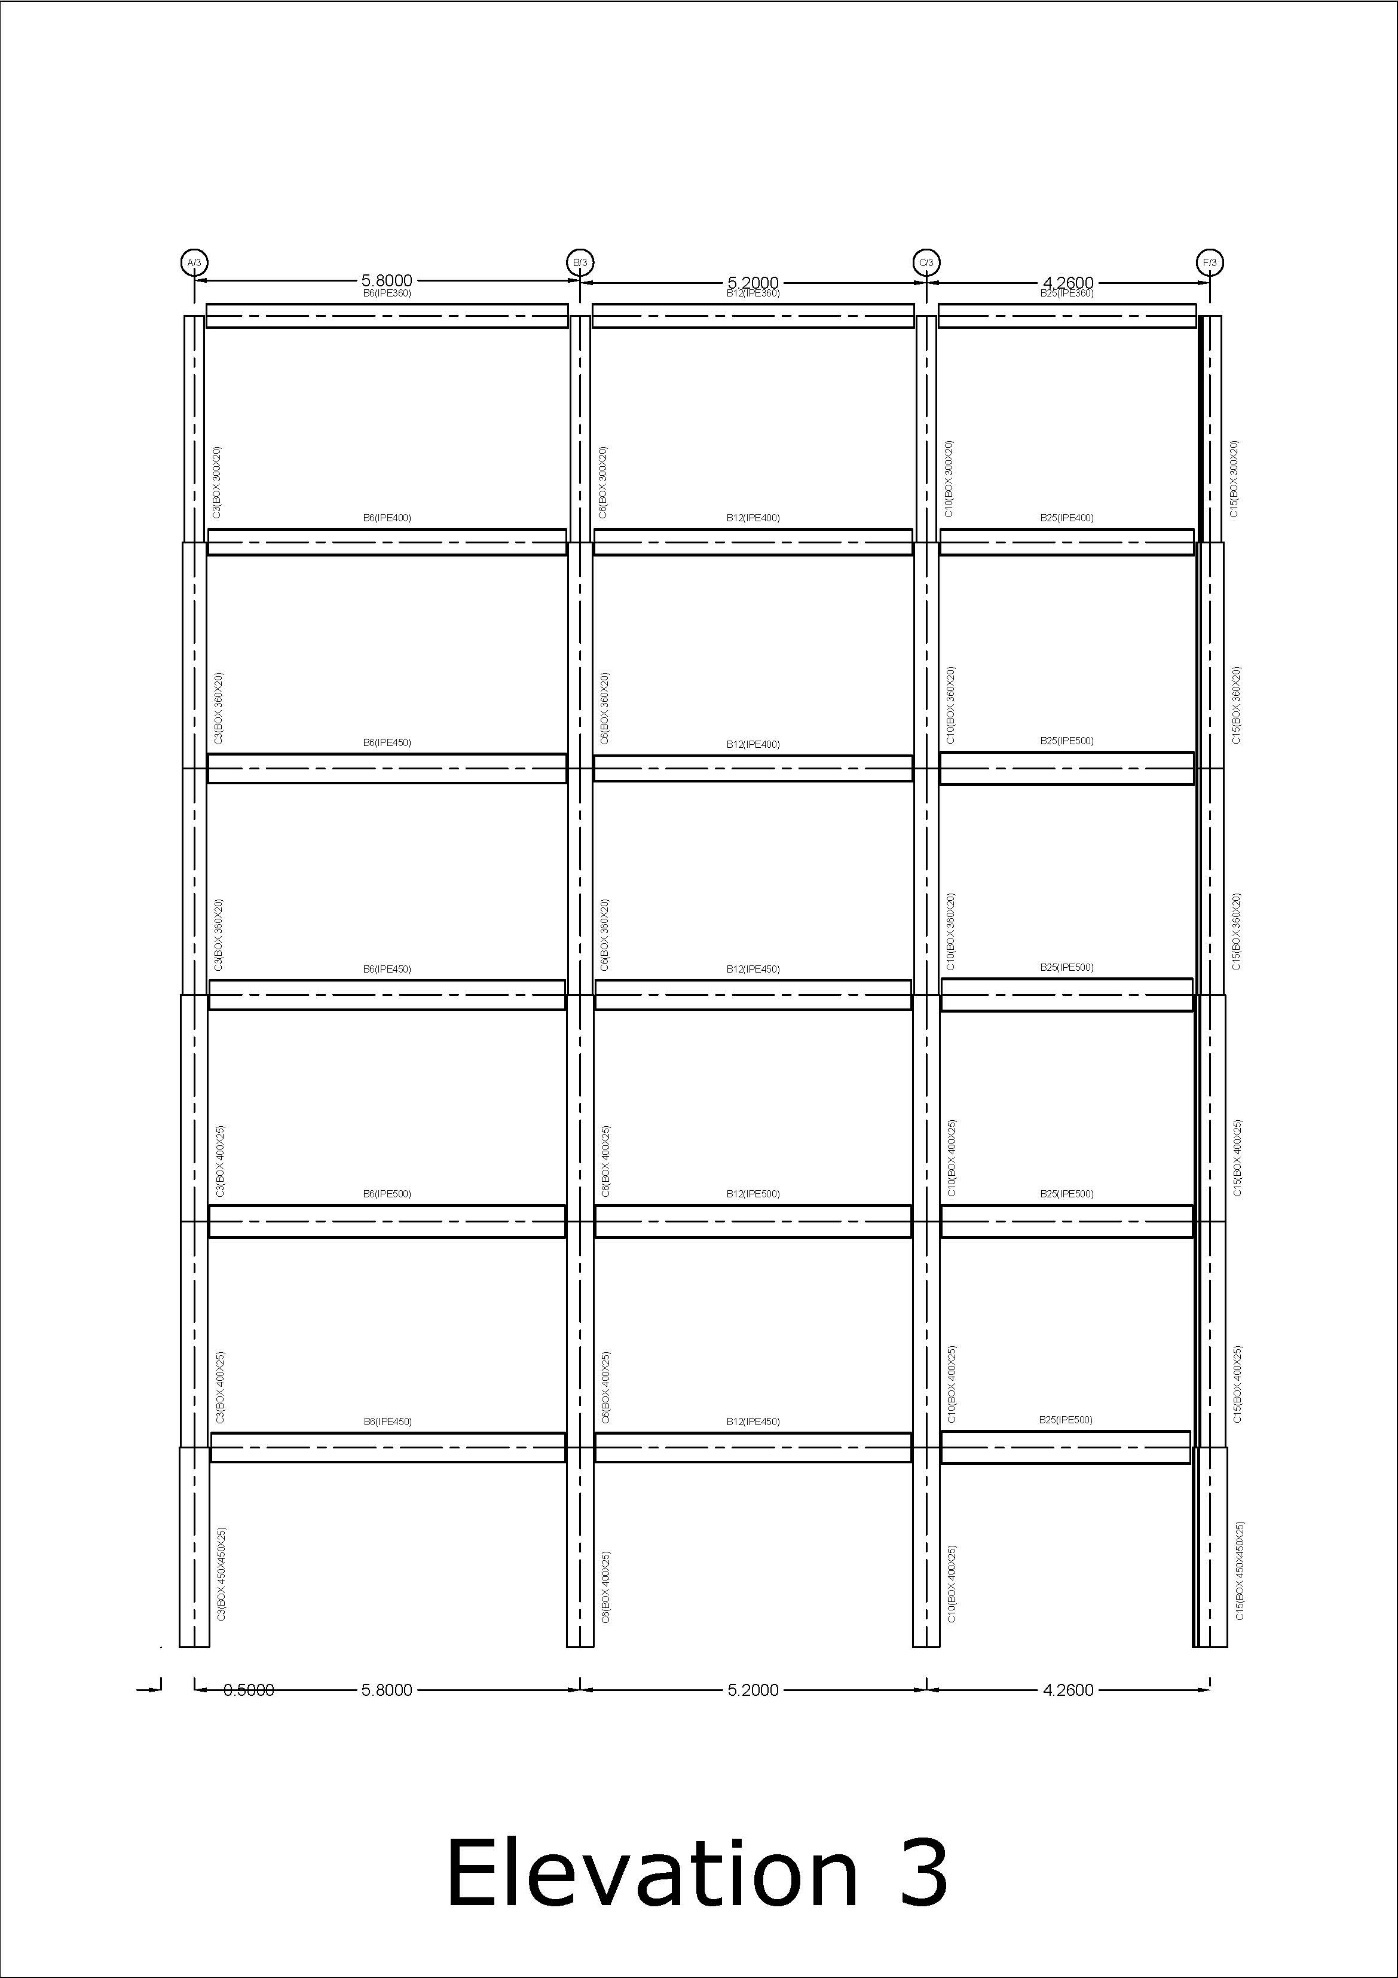 A/3 B/3 C/3 F/3
5.8000 5.2000 4.2600
B6(IPE360) B12(IPE360) B25(IPE360)
C3(BOX 300X20) C6(BOX 300X20) C10(BOX 300X20) C15(BOX 300X20)
B6(IPE400) B12(IPE400) B25(IPE400)
C3(BOX 360X20) C6(BOX 360X20) C10(BOX 360X20) C15(BOX 360X20)
B6(IPE450) B12(IPE400) B25(IPE500)
C3(BOX 360X20) C6(BOX 360X20) C10(BOX 360X20) C15(BOX 360X20)
B6(IPE450) B12(IPE450) B25(IPE500)
C3(BOX 400X25) C6(BOX 400X25) C10(BOX 400X25) C15(BOX 400X25)
B6(IPE500) B12(IPE500) B25(IPE500)
C3(BOX 400X25) C6(BOX 400X25) C10(BOX 400X25) C15(BOX 400X25)
B6(IPE450) B12(IPE450) B25(IPE500)
C3(BOX 450X450X25) C6(BOX 400X25) C10(BOX 400X25) C15(BOX 450X450X25)
0.5000 5.8000 5.2000 4.2600
Elevation 3